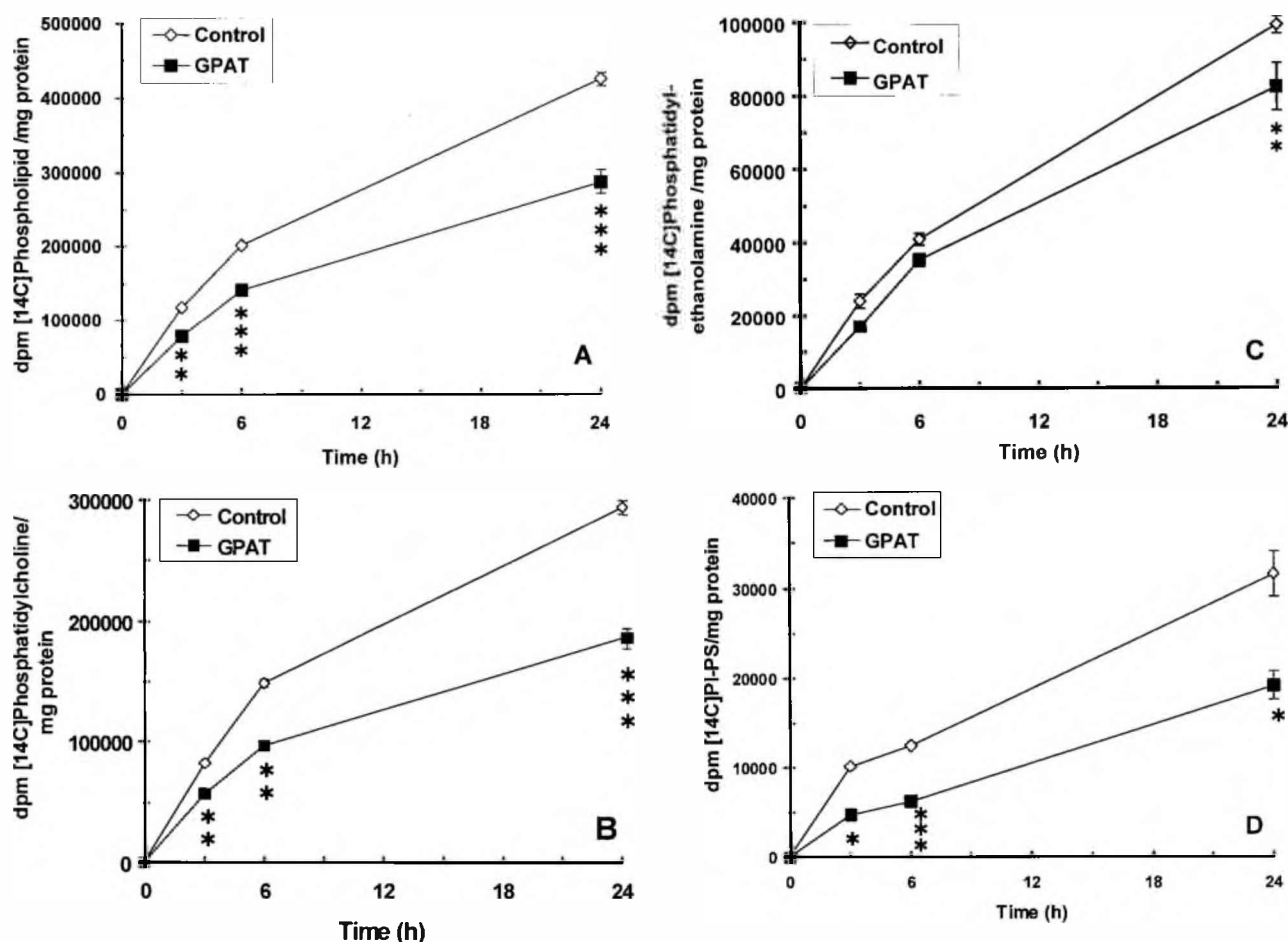 dpm [14C]Phospholipid /mg protein
500000
400000
300000
200000
100000
0
Control
GPAT
**
***
***
A
0 6 12 18 24
Time (h)
dpm [14C]Phosphatidyl-
ethanolamine /mg protein
100000
80000
60000
40000
20000
0
Control
GPAT
**
C
0 6 12 18 24
Time (h)
dpm [14C]Phosphatidylcholine/
mg protein
300000
200000
100000
0
Control
GPAT
**
**
***
B
0 6 12 18 24
Time (h)
dpm [14C]PI-PS/mg protein
40000
30000
20000
10000
0
Control
GPAT
*
***
*
D
0 6 12 18 24
Time (h)